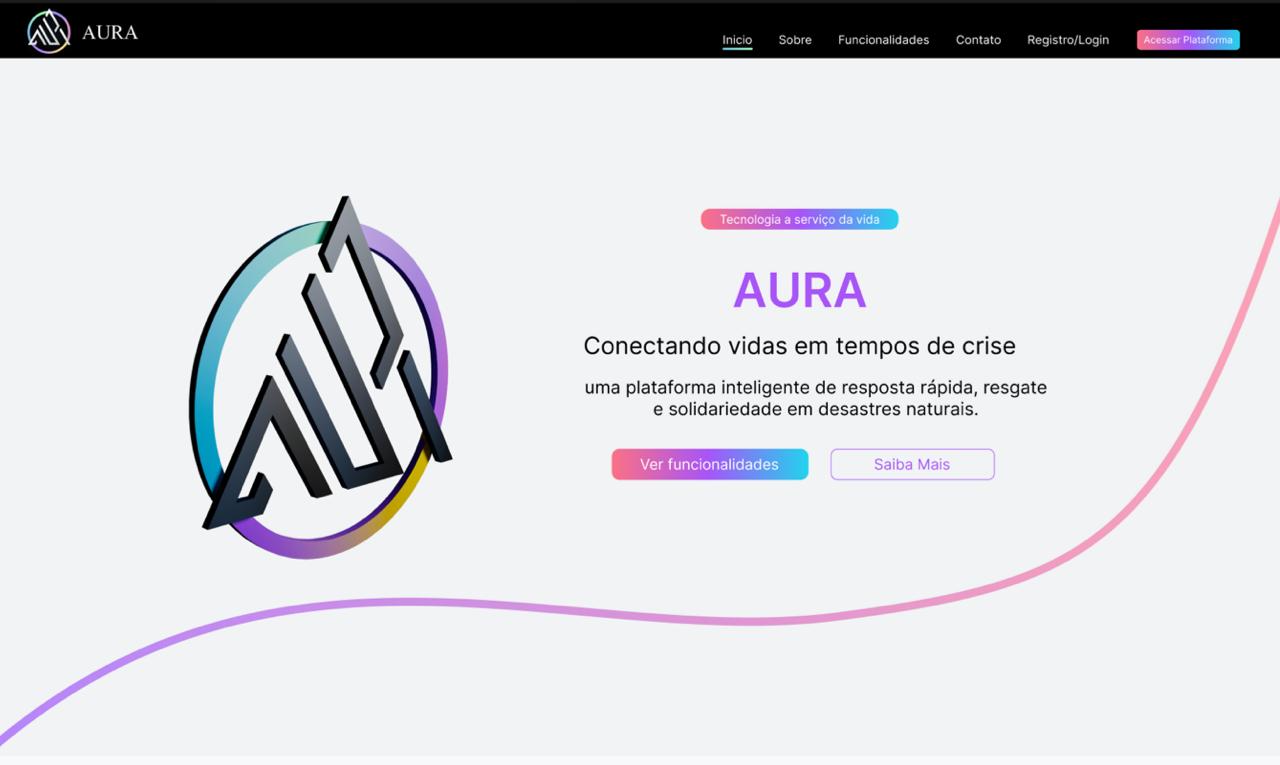 AURA
Inicio
Sobre
Funcionalidades
Contato
Registro/Login
Acessar Plataforma
Tecnologia a serviço da vida
AURA
Conectando vidas em tempos de crise
uma plataforma inteligente de resposta rápida, resgate
e solidariedade em desastres naturais.
Ver funcionalidades
Saiba Mais